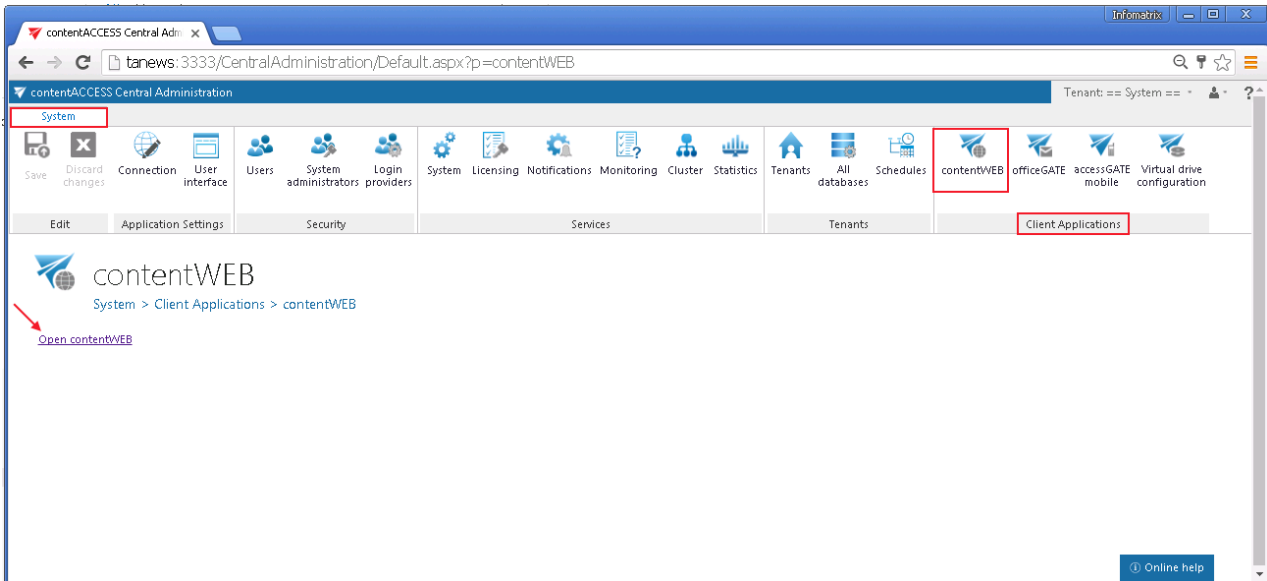 Infomatrix
contentACCESS Central Adm
tanews:3333/CentralAdministration/Default.aspx?p=contentWEB
contentACCESS Central Administration
Tenant: == System ==
?
System
Save
Discard changes
Connection
User interface
Users
System administrators
Login providers
System
Licensing
Notifications
Monitoring
Cluster
Statistics
Tenants
All databases
Schedules
contentWEB
officeGATE
accessGATE mobile
Virtual drive configuration
Edit
Application Settings
Security
Services
Tenants
Client Applications
contentWEB
System > Client Applications > contentWEB
Open contentWEB
Online help